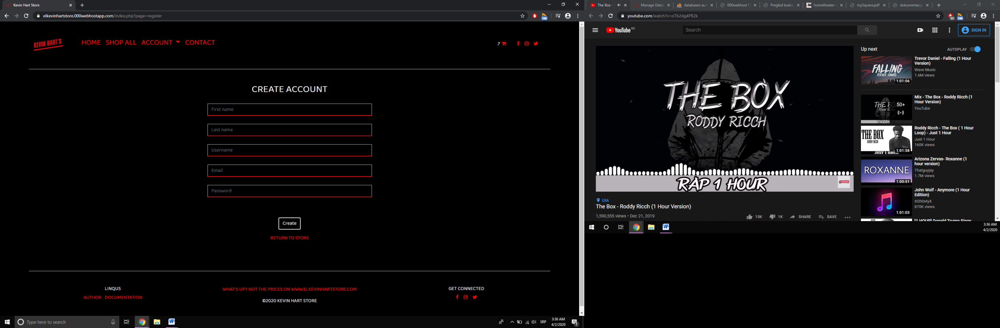 Kevin Hart Store
elkevinhartstore.000webhostapp.com/index.php?page=register
100
KEVIN HART'S
HOME SHOP ALL ACCOUNT CONTACT
7
CREATE ACCOUNT
First name
Last name
Username
Email
Password
Create
RETURN TO STORE
LINQUS
AUTHOR DOCUMENTATION
WHAT'S UP? NOT THE PRICES ON WWW.ELKEVINHARTSTORE.COM
©2020 KEVIN HART STORE
GET CONNECTED
Type here to search
SRP
3:36 AM
4/2/2020
2
The Box -
Manage Datab
databases-aut
000webhost F
Pregled bodov
hometheater-
mySquare.pdf
dokumentacij
youtube.com/watch?v=oTb2dg4PB2k
11
100
YouTube RS
Search
SIGN IN
THE BOX
RODDY RICCH
RAP 1 HOUR
USA
The Box - Roddy Ricch (1 Hour Version)
1,590,555 views • Dec 21, 2019
15K 1K SHARE SAVE
Up next
AUTOPLAY
FALLING
TREVOR DANIEL
1:01:06
Trevor Daniel - Falling (1 Hour
Version)
Wave Music
1.6M views
50+
Mix - The Box - Roddy Ricch (1
Hour Version)
YouTube
THE BOX
RODDY RICCH
JUST 1 HOUR
1:01:58
Roddy Ricch - The Box ( 1 Hour
Loop) - Just 1 Hour
Just 1 Hour
160K views
ROXANNE
1:00:51
Arizona Zervas- Roxanne (1
hour version)
Thatguyjay
1.7M views
1:01:03
John Wolf - Anymore (1 Hour
Edition)
XGh0styX
870K views
[1 HOUR] Donald Trump Sings
3:36 AM
4/2/2020